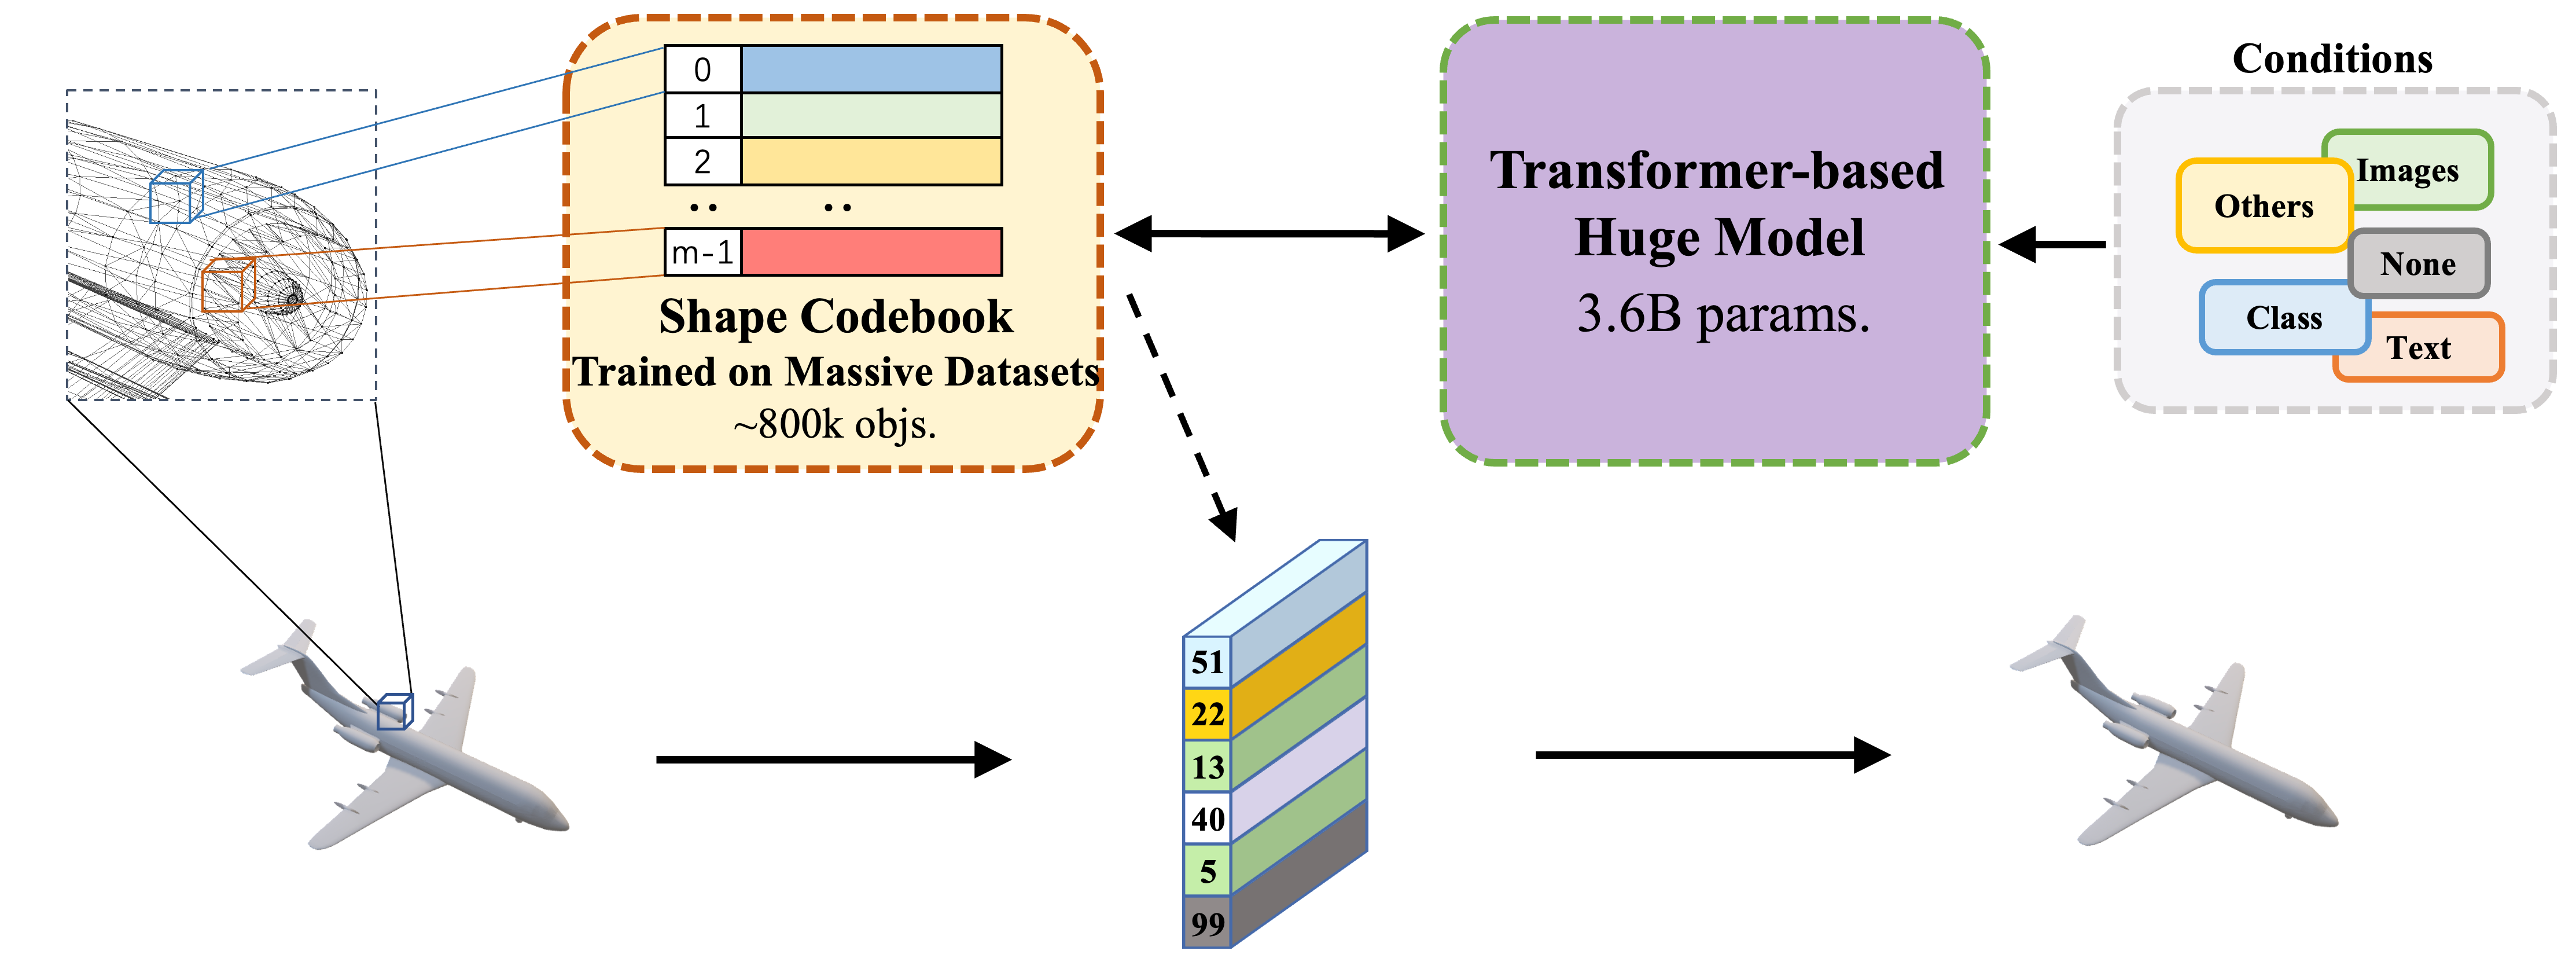 0
1
2
.. ..
m-1
Shape Codebook
Trained on Massive Datasets
~800k objs.
Transformer-based
Huge Model
3.6B params.
Conditions
Images
Others
None
Class
Text
51
22
13
40
5
99